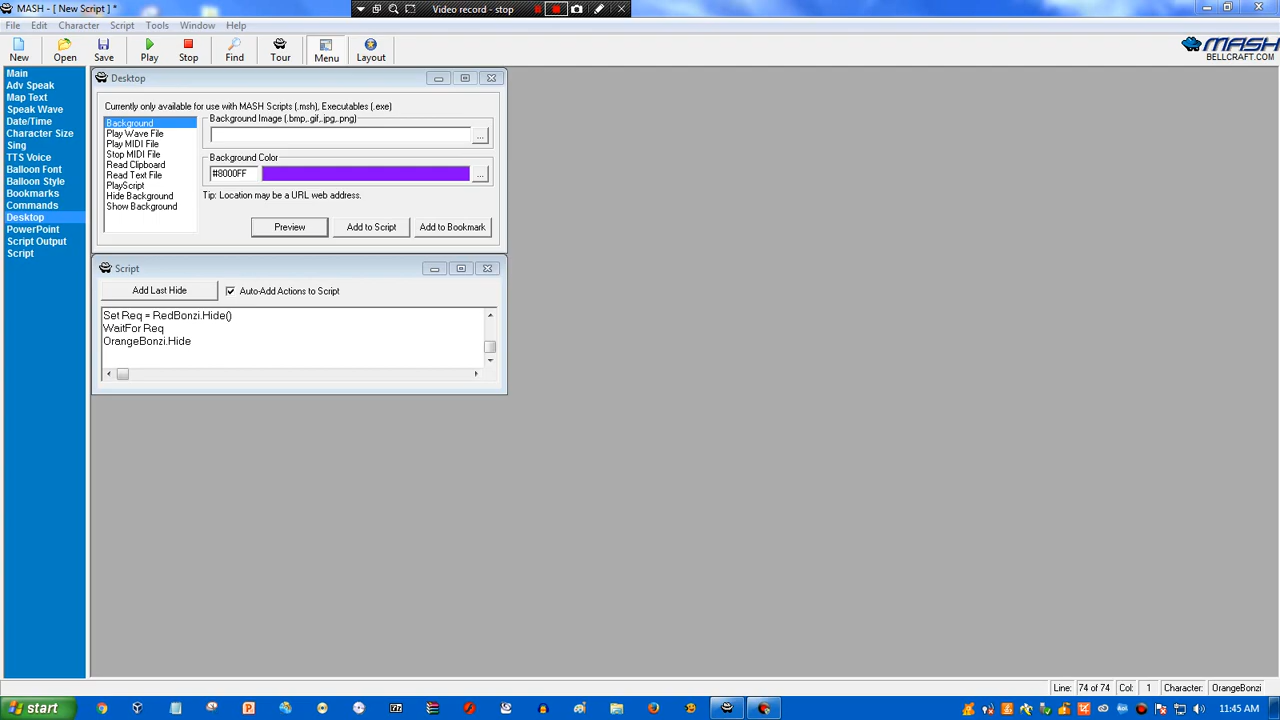 MASH - [ New Script ] *
Video record - stop
File Edit Character Script Tools Window Help
New Open Save Play Stop Find Tour Menu Layout
MASH
BELLCRAFT.COM
Main
Adv Speak
Map Text
Speak Wave
Date/Time
Character Size
Sing
TTS Voice
Balloon Font
Balloon Style
Bookmarks
Commands
Desktop
PowerPoint
Script Output
Script
Desktop
Currently only available for use with MASH Scripts (.msh), Executables (.exe)
Background
Play Wave File
Play MIDI File
Stop MIDI File
Read Clipboard
Read Text File
PlayScript
Hide Background
Show Background
Background Image (.bmp,.gif,.jpg,.png)
...
Background Color
#8000FF
...
Tip: Location may be a URL web address.
Preview Add to Script Add to Bookmark
Script
Add Last Hide Auto-Add Actions to Script
Set Req = RedBonzi.Hide()
WaitFor Req
OrangeBonzi.Hide
Line: 74 of 74 Col: 1 Character: OrangeBonzi
start
11:45 AM